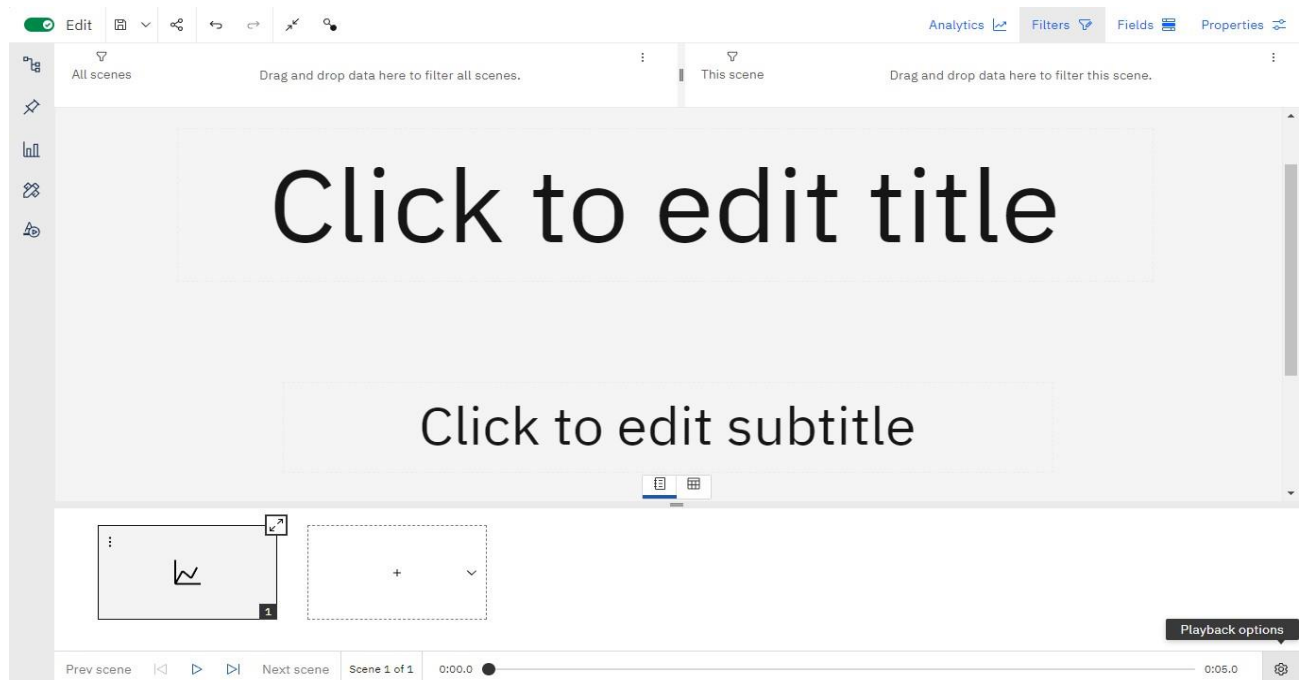 Edit
Analytics
Filters
Fields
Properties
All scenes
Drag and drop data here to filter all scenes.
This scene
Drag and drop data here to filter this scene.
Click to edit title
Click to edit subtitle
1
Playback options
Prev scene
Next scene
Scene 1 of 1
0:00.0
0:05.0